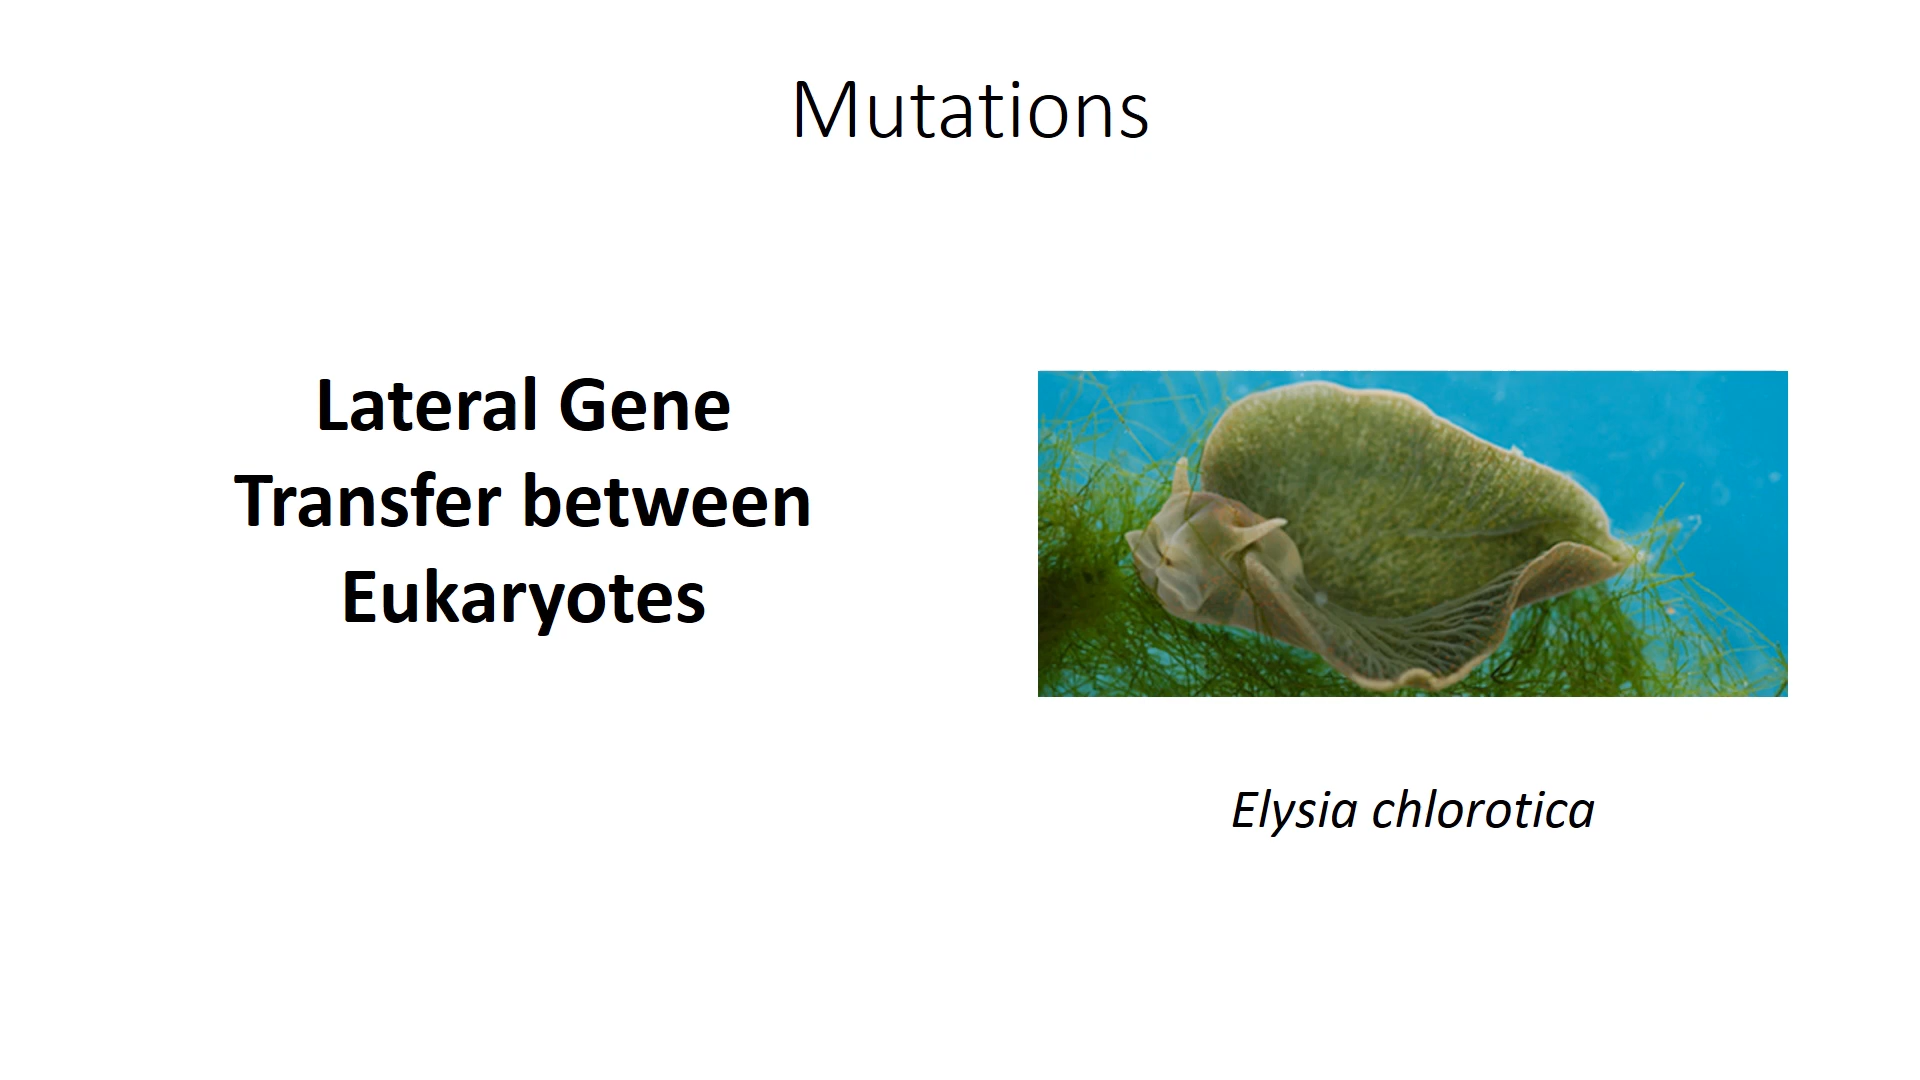 Mutations
Lateral Gene
Transfer between
Eukaryotes
Elysia chlorotica